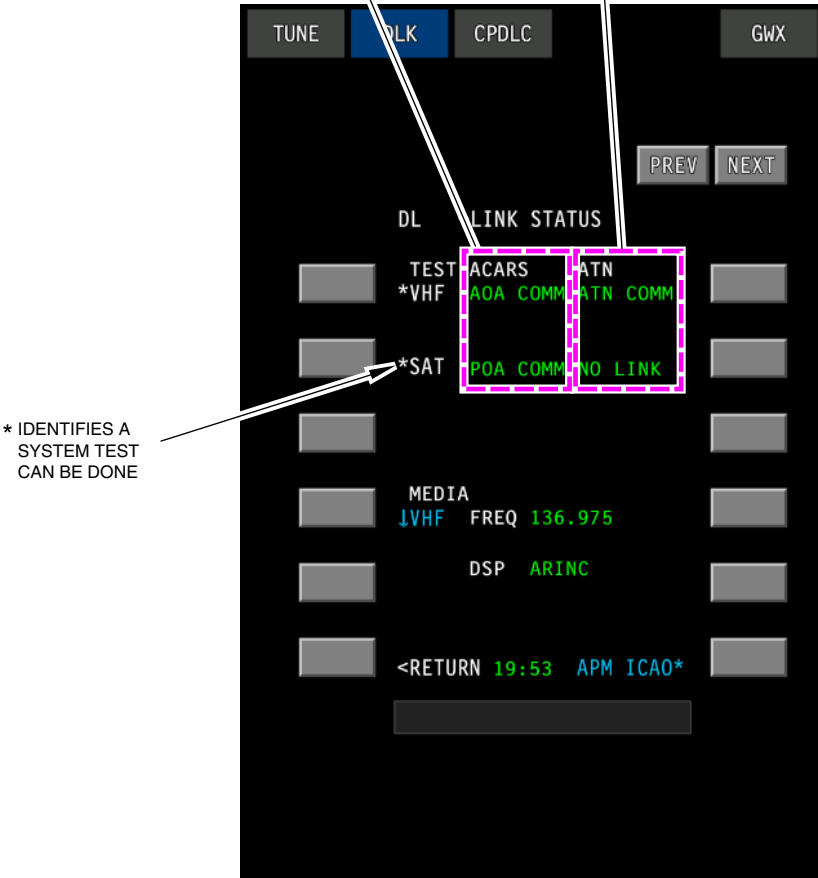 TUNE DLK CPDLC GWX
PREV NEXT
DL LINK STATUS
TEST ACARS ATN
*VHF AOA COMM ATN COMM
*SAT POA COMM NO LINK
* IDENTIFIES A
SYSTEM TEST
CAN BE DONE
MEDIA
↓VHF FREQ 136.975
DSP ARINC
<RETURN 19:53 APM ICAO*